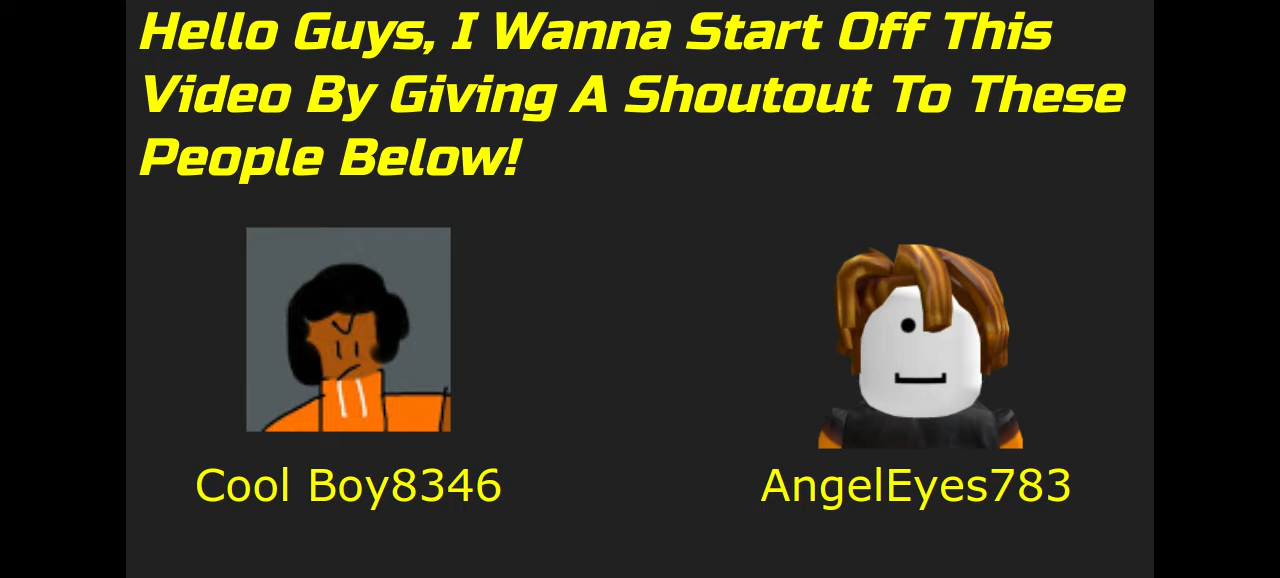 Hello Guys, I Wanna Start Off This
Video By Giving A Shoutout To These
People Below!
Cool Boy8346
AngelEyes783